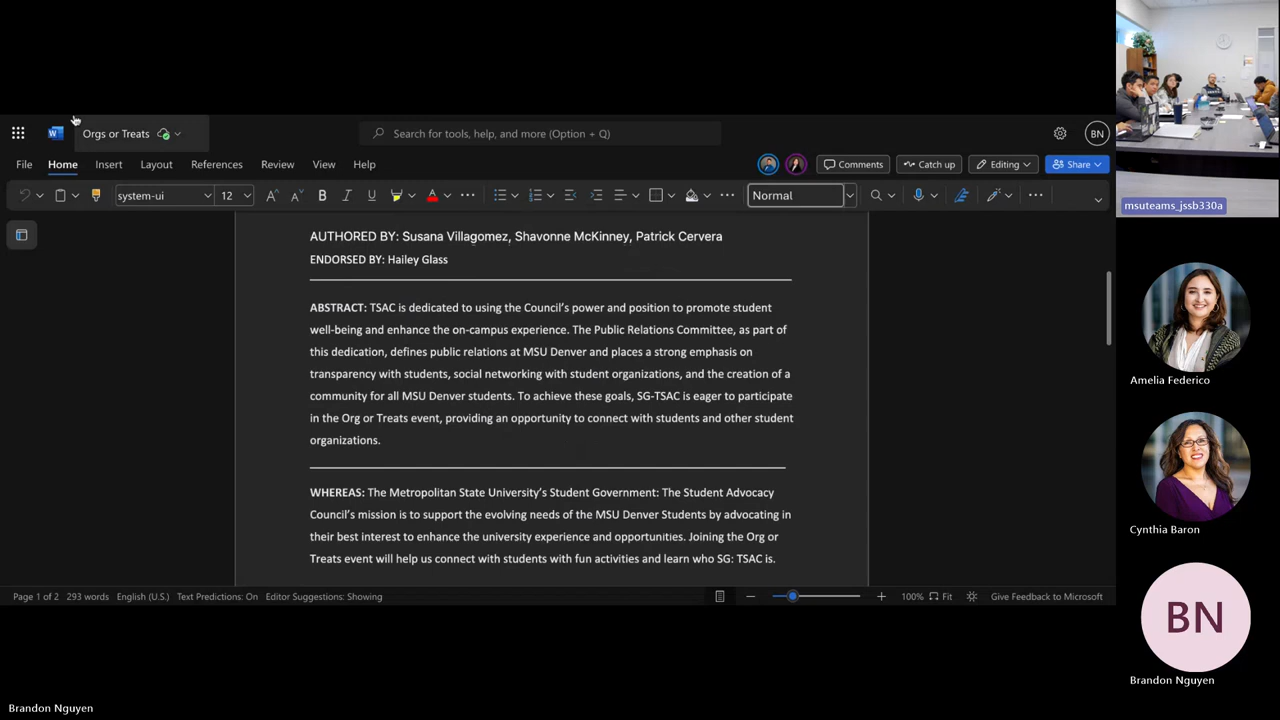 Orgs or Treats
Search for tools, help, and more (Option + Q)
BN
File Home Insert Layout References Review View Help
Comments Catch up Editing Share
system-ui 12 Normal
AUTHORED BY: Susana Villagomez, Shavonne McKinney, Patrick Cervera
ENDORSED BY: Hailey Glass
ABSTRACT: TSAC is dedicated to using the Council's power and position to promote student
well-being and enhance the on-campus experience. The Public Relations Committee, as part of
this dedication, defines public relations at MSU Denver and places a strong emphasis on
transparency with students, social networking with student organizations, and the creation of a
community for all MSU Denver students. To achieve these goals, SG-TSAC is eager to participate
in the Org or Treats event, providing an opportunity to connect with students and other student
organizations.
WHEREAS: The Metropolitan State University's Student Government: The Student Advocacy
Council's mission is to support the evolving needs of the MSU Denver Students by advocating in
their best interest to enhance the university experience and opportunities. Joining the Org or
Treats event will help us connect with students with fun activities and learn who SG: TSAC is.
Page 1 of 2 293 words English (U.S.) Text Predictions: On Editor Suggestions: Showing
100% Fit Give Feedback to Microsoft
Brandon Nguyen
msuteams_jssb330a
Amelia Federico
Cynthia Baron
BN
Brandon Nguyen